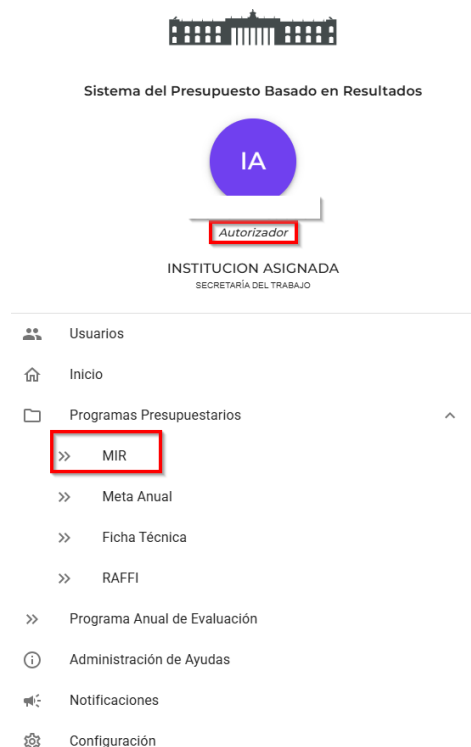 Sistema del Presupuesto Basado en Resultados
IA
Autorizador
INSTITUCION ASIGNADA
SECRETARÍA DEL TRABAJO
Usuarios
Inicio
Programas Presupuestarios
MIR
Meta Anual
Ficha Técnica
RAFFI
Programa Anual de Evaluación
Administración de Ayudas
Notificaciones
Configuración